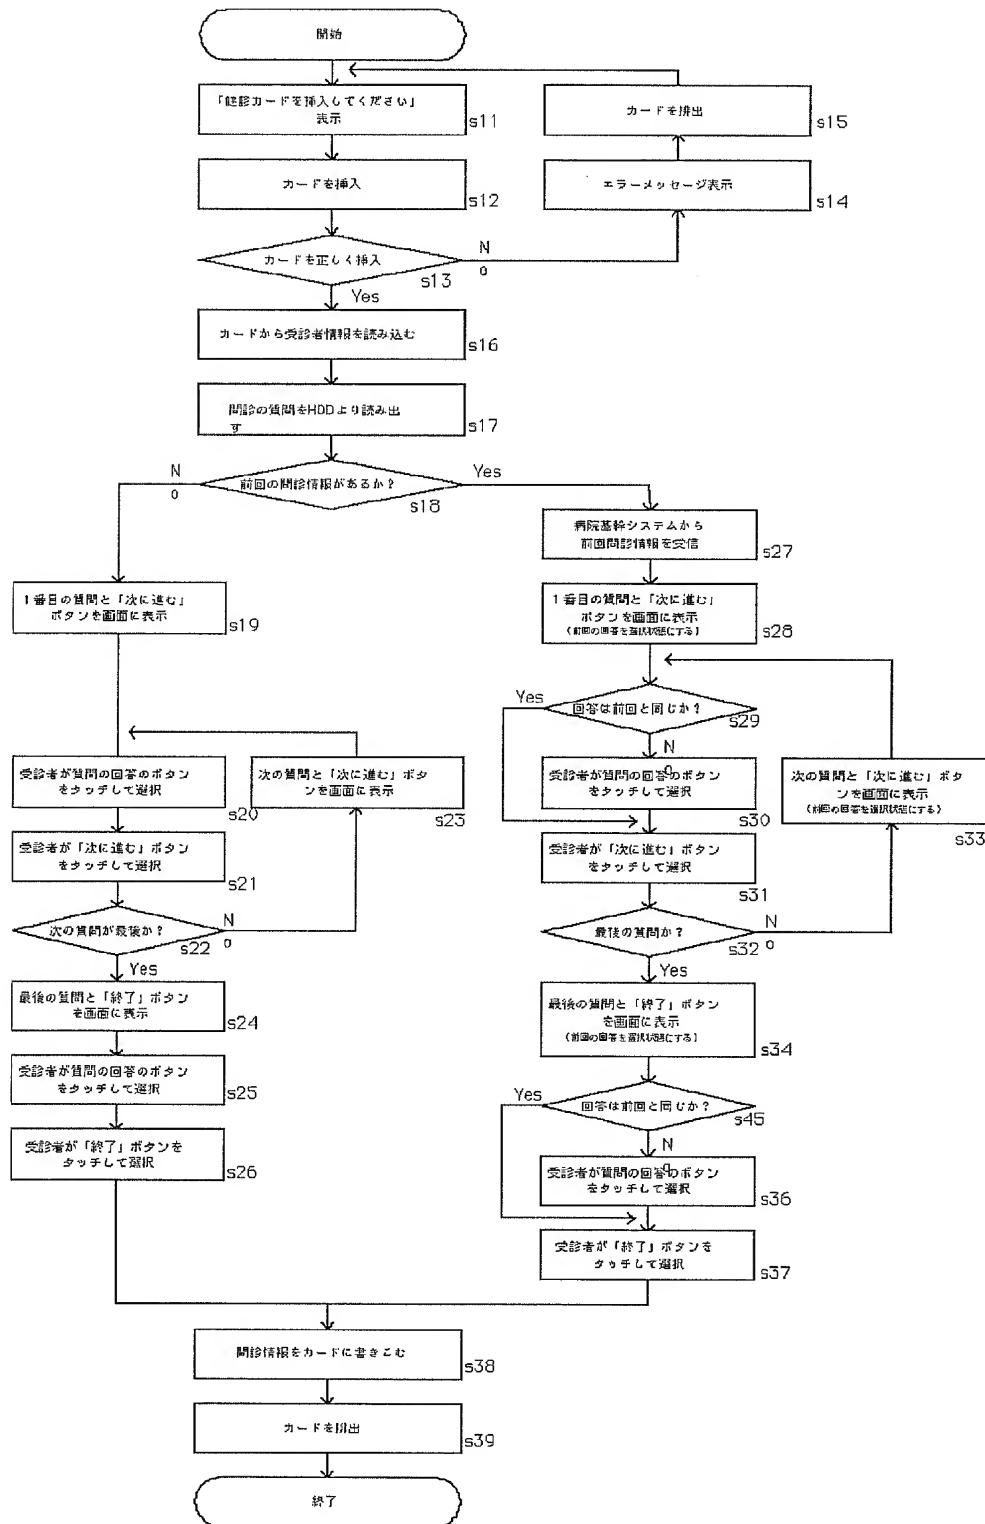 開始
「健診カードを挿入してください」
表示
s11
カードを排出
s15
カードを挿入
s12
エラーメッセージ表示
s14
カードを正しく挿入
s13
N
o
Yes
カードから受診者情報を読み込む
s16
問診の質問をHDDより読み出
す
s17
前回の問診情報があるか？
s18
N
o
Yes
病院基幹システムから
前回問診情報を受信
s27
1番目の質問と「次に進む」
ボタンを画面に表示
s19
1番目の質問と「次に進む」
ボタンを画面に表示
(前回の回答を選択状態にする)
s28
回答は前回と同じか？
s29
Yes
N
o
受診者が質問の回答のボタン
をタッチして選択
s20
次の質問と「次に進む」ボタ
ンを画面に表示
s23
受診者が質問の回答のボタン
をタッチして選択
s30
次の質問と「次に進む」ボタ
ンを画面に表示
(前回の回答を選択状態にする)
s33
受診者が「次に進む」ボタン
をタッチして選択
s21
受診者が「次に進む」ボタン
をタッチして選択
s31
次の質問が最後か？
s22
N
o
Yes
最後の質問か？
s32
N
o
Yes
最後の質問と「終了」ボタン
を画面に表示
s24
最後の質問と「終了」ボタン
を画面に表示
(前回の回答を選択状態にする)
s34
受診者が質問の回答のボタン
をタッチして選択
s25
回答は前回と同じか？
s45
Yes
N
o
受診者が「終了」ボタンを
タッチして選択
s26
受診者が質問の回答のボタン
をタッチして選択
s36
受診者が「終了」ボタンを
タッチして選択
s37
問診情報をカードに書きこむ
s38
カードを排出
s39
終了